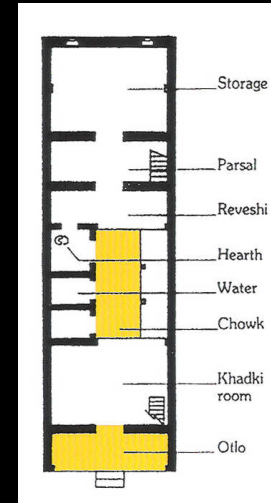 Storage
Parsal
Reveshi
Hearth
Water
Chowk
Khadki
room
Otlo